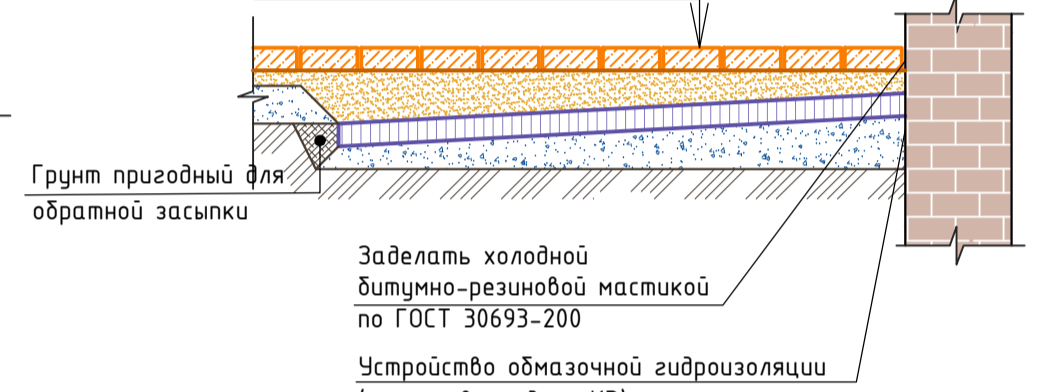 Грунт пригодный для
обратной засыпки
Заделать холодной
битумно-резиновой мастикой
по ГОСТ 30693-200
Устройство обмазочной гидроизоляции